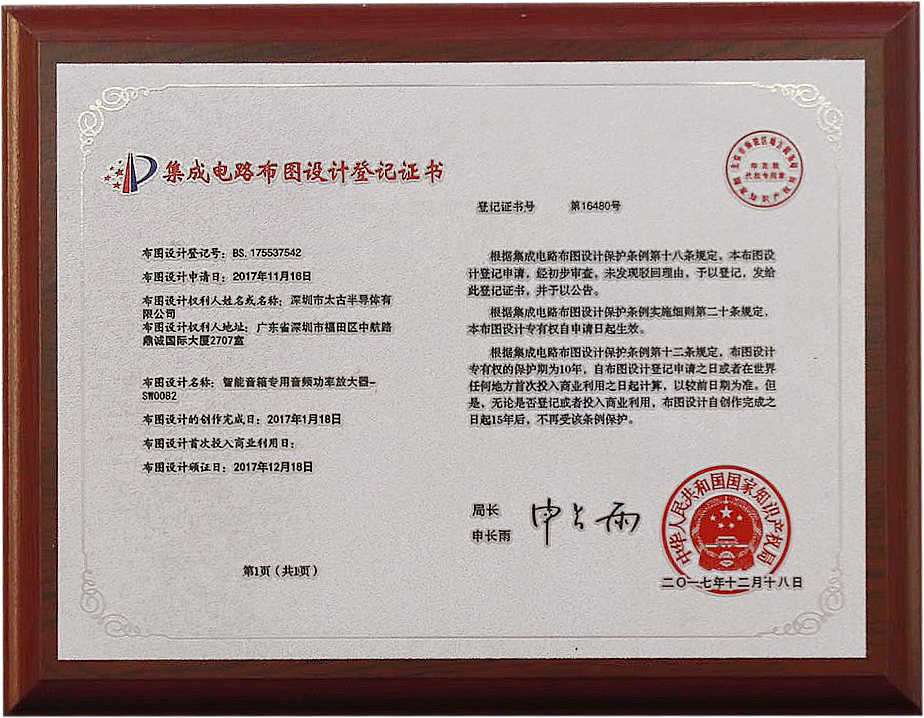 集成电路布图设计登记证书
登记证书号 第16480号
布图设计登记号：BS. 175537542
布图设计申请日：2017年11月16日
布图设计权利人姓名或名称：深圳市太古半导体有
限公司
布图设计权利人地址：广东省深圳市福田区中航路
鼎诚国际大厦2707室
布图设计名称：智能音箱专用音频功率放大器-
SW0082
布图设计的创作完成日：2017年1月18日
布图设计首次投入商业利用日：
布图设计颁证日：2017年12月18日
第1页（共1页）
根据集成电路布图设计保护条例第十八条规定，本布图设
计登记申请，经初步审查，未发现驳回理由，予以登记，发给
此登记证书，并予以公告。
根据集成电路布图设计保护条例实施细则第二十条规定，
本布图设计专有权自申请日起生效。
根据集成电路布图设计保护条例第十二条规定，布图设计
专有权的保护期为10年，自布图设计登记申请之日或者在世界
任何地方首次投入商业利用之日起计算，以较前日期为准。但
是，无论是否登记或者投入商业利用，布图设计自创作完成之
日起15年后，不再受该条例保护。
局长
申长雨
申长雨
中华人民共和国国家知识产权局
二〇一七年十二月十八日